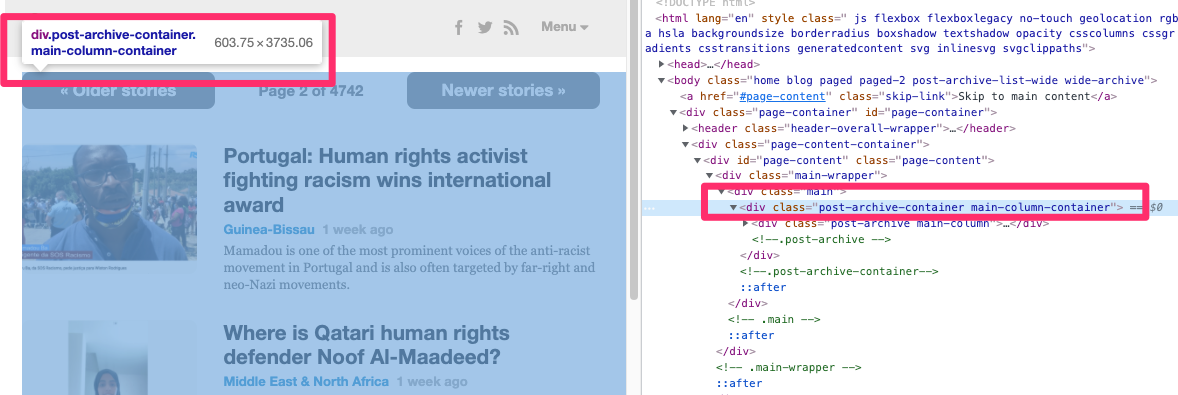 div.post-archive-container.
main-column-container
603.75 × 3735.06
Menu
« Older stories
Page 2 of 4742
Newer stories »
Portugal: Human rights activist
fighting racism wins international
award
Guinea-Bissau 1 week ago
Mamadou is one of the most prominent voices of the anti-racist
movement in Portugal and is also often targeted by far-right and
neo-Nazi movements.
Where is Qatari human rights
defender Noof Al-Maadeed?
Middle East & North Africa 1 week ago
<!DOCTYPE html>
<html lang="en" style class=" js flexbox flexboxlegacy no-touch geolocation rgb
a hsla backgroundsize borderradius boxshadow textshadow opacity csscolumns cssgr
adients csstransitions generatedcontent svg inlinesvg svgclippaths">
<head>…</head>
<body class="home blog paged paged-2 post-archive-list-wide wide-archive">
<a href="#page-content" class="skip-link">Skip to main content</a>
<div class="page-container" id="page-container">
<header class="header-overall-wrapper">…</header>
<div class="page-content-container">
<div id="page-content" class="page-content">
<div class="main-wrapper">
<div class="main">
… <div class="post-archive-container main-column-container"> == $0
<div class="post-archive main-column">…</div>
<!--.post-archive -->
</div>
<!--.post-archive-container-->
::after
</div>
<!-- .main -->
::after
</div>
<!-- .main-wrapper -->
::after